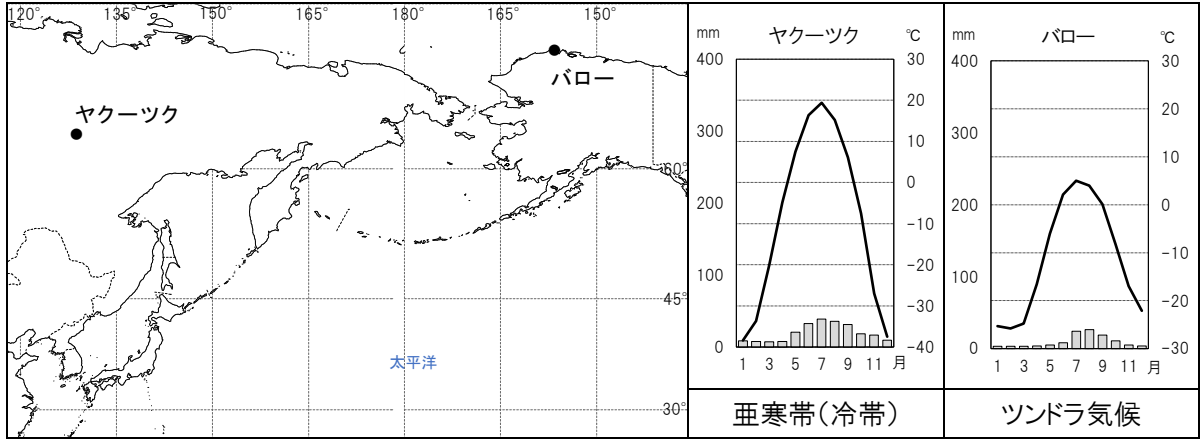 120° 135° 150° 165° 180° 165° 150°
ヤクーツク
バロー
60°
45°
30°
太平洋
mm ヤクーツク ℃
400 30
20
300 10
0
200 -10
-20
100 -30
0 -40
1 3 5 7 9 11 月
亜寒帯(冷帯)
mm バロー ℃
400 30
20
300 10
200 0
-10
100 -20
0 -30
1 3 5 7 9 11 月
ツンドラ気候